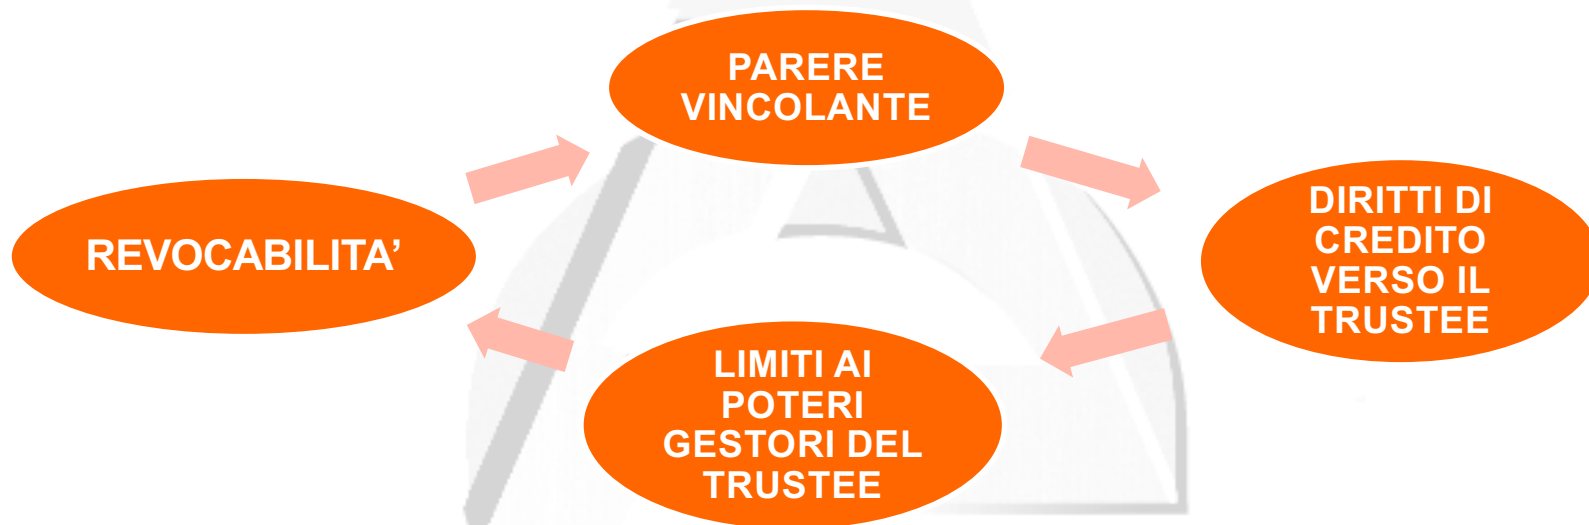 PARERE
VINCOLANTE
REVOCABILITA’
DIRITTI DI
CREDITO
VERSO IL
TRUSTEE
LIMITI AI
POTERI
GESTORI DEL
TRUSTEE